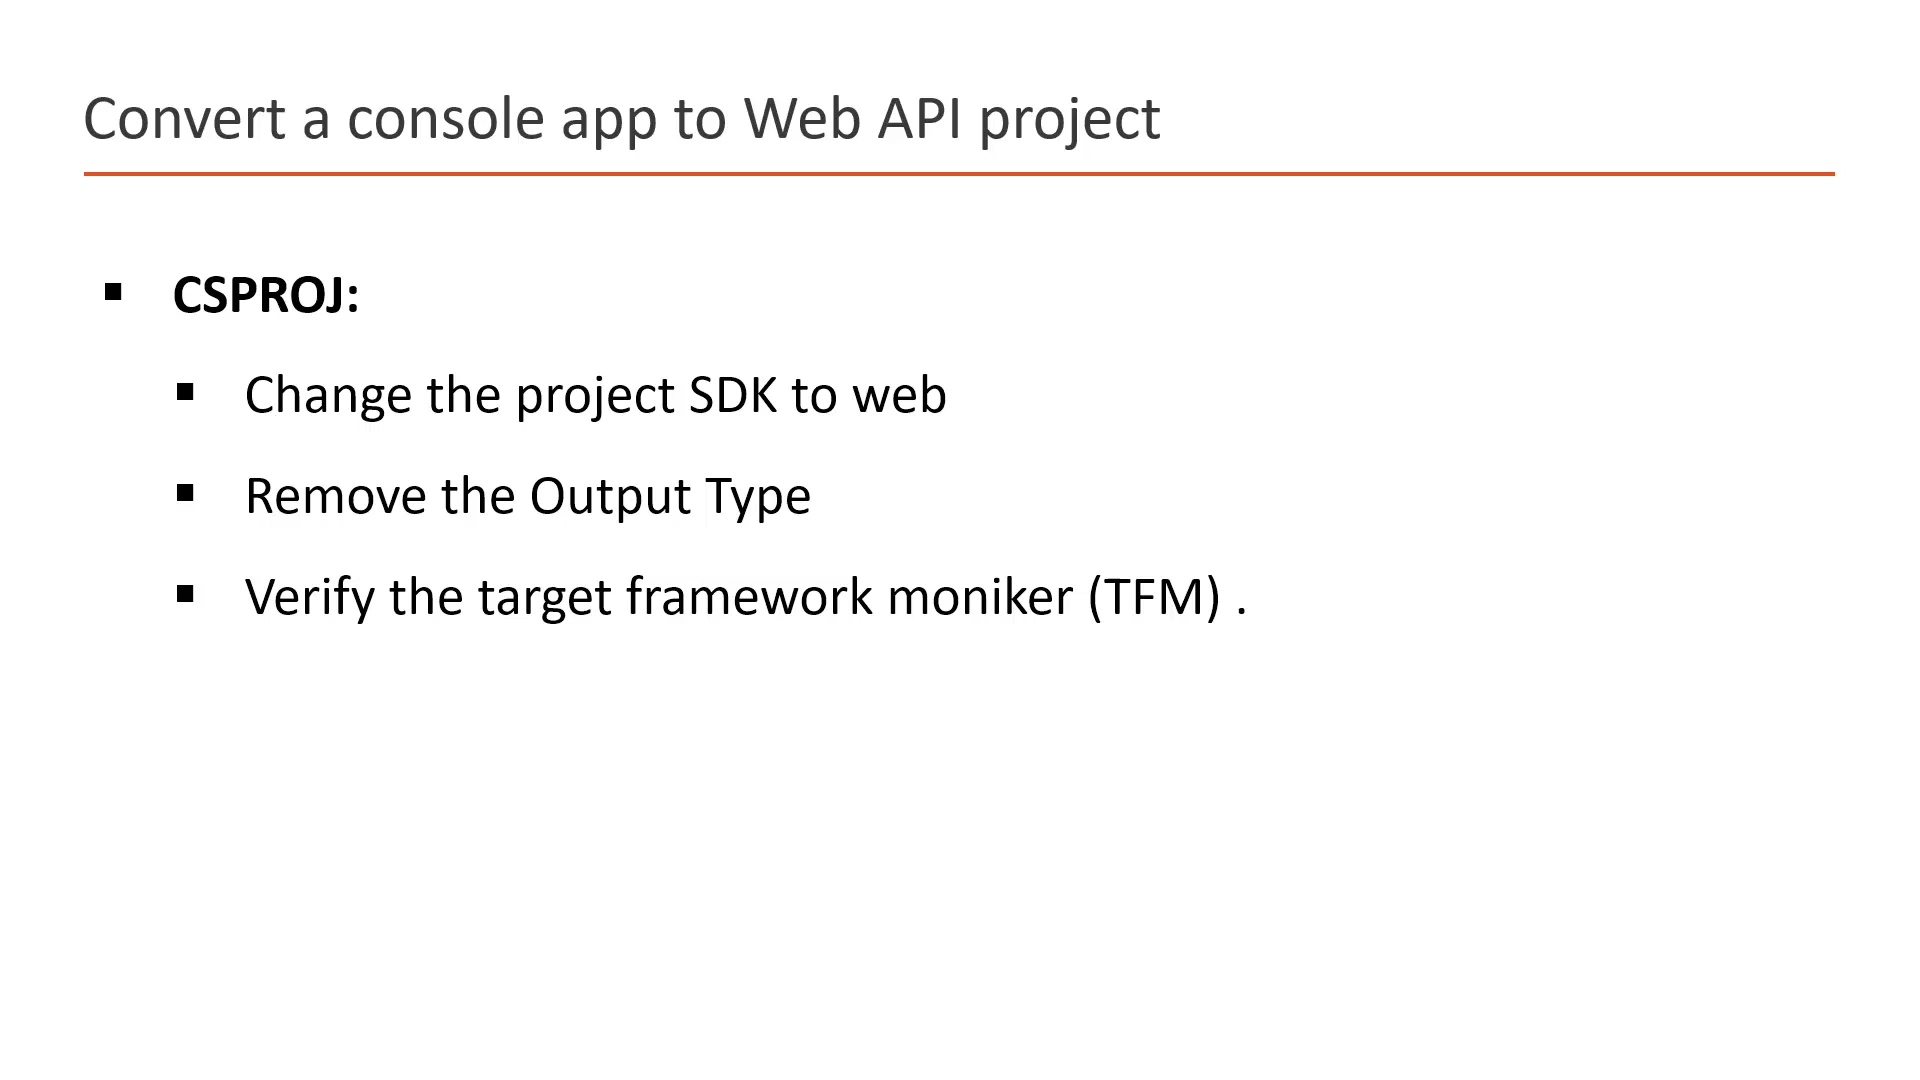 Convert a console app to Web API project
▪ CSPROJ:
▪ Change the project SDK to web
▪ Remove the Output Type
▪ Verify the target framework moniker (TFM) .